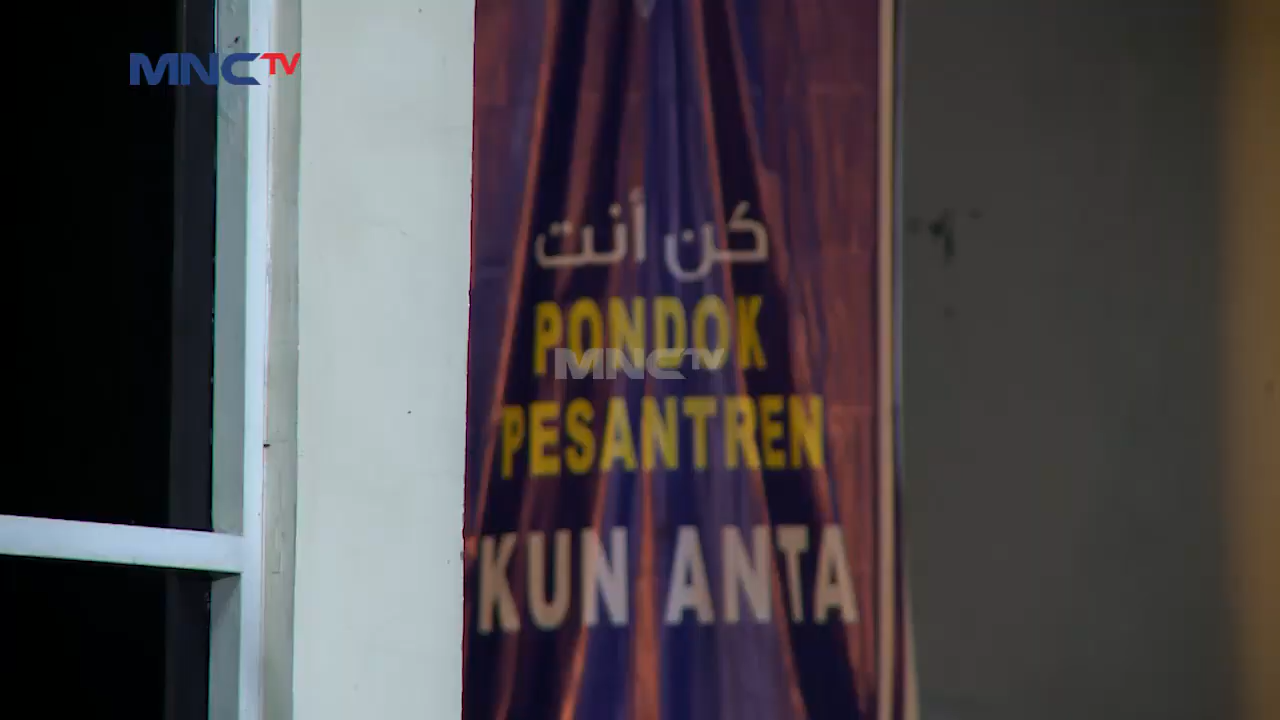 MNCTV
كن أنت
PONDOK
MNCTV
PESANTREN
KUN ANTA